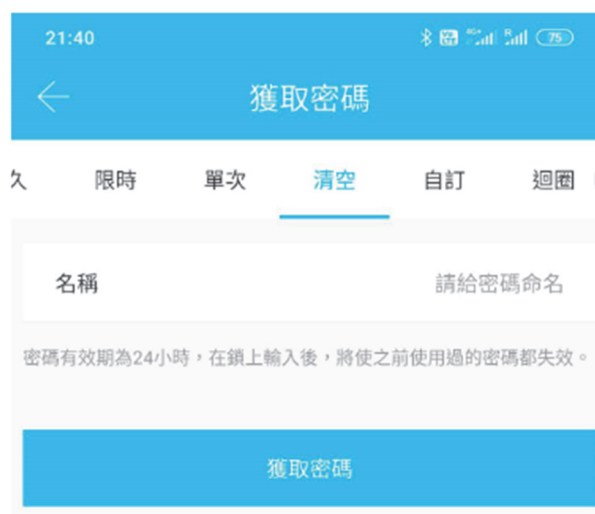 21:40 75
獲取密碼
久 限時 單次 清空 自訂 迴圈
名稱 請給密碼命名
密碼有效期為24小時，在鎖上輸入後，將使之前使用過的密碼都失效。
獲取密碼